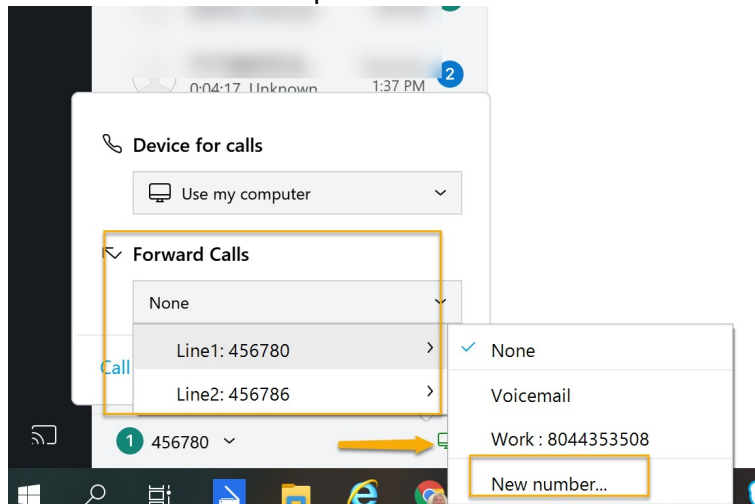 0:04:17 Unknown
1:37 PM
2
Device for calls
Use my computer
Forward Calls
None
Line1: 456780
None
Call
Line2: 456786
Voicemail
1 456780
Work : 8044353508
New number...